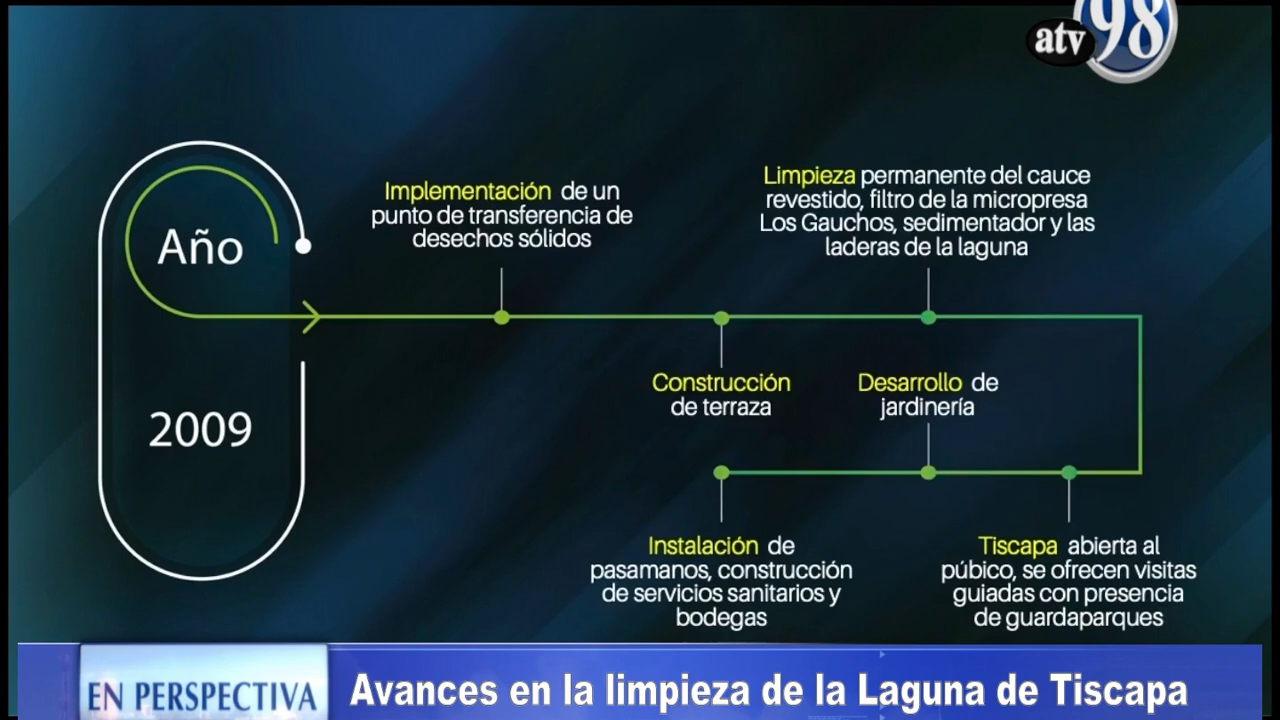 atv 98
Año
2009
Implementación de un
punto de transferencia de
desechos sólidos
Limpieza permanente del cauce
revestido, filtro de la micropresa
Los Gauchos, sedimentador y las
laderas de la laguna
Construcción
de terraza
Desarrollo de
jardinería
Instalación de
pasamanos, construcción
de servicios sanitarios y
bodegas
Tiscapa abierta al
púbico, se ofrecen visitas
guiadas con presencia
de guardaparques
EN PERSPECTIVA
Avances en la limpieza de la Laguna de Tiscapa